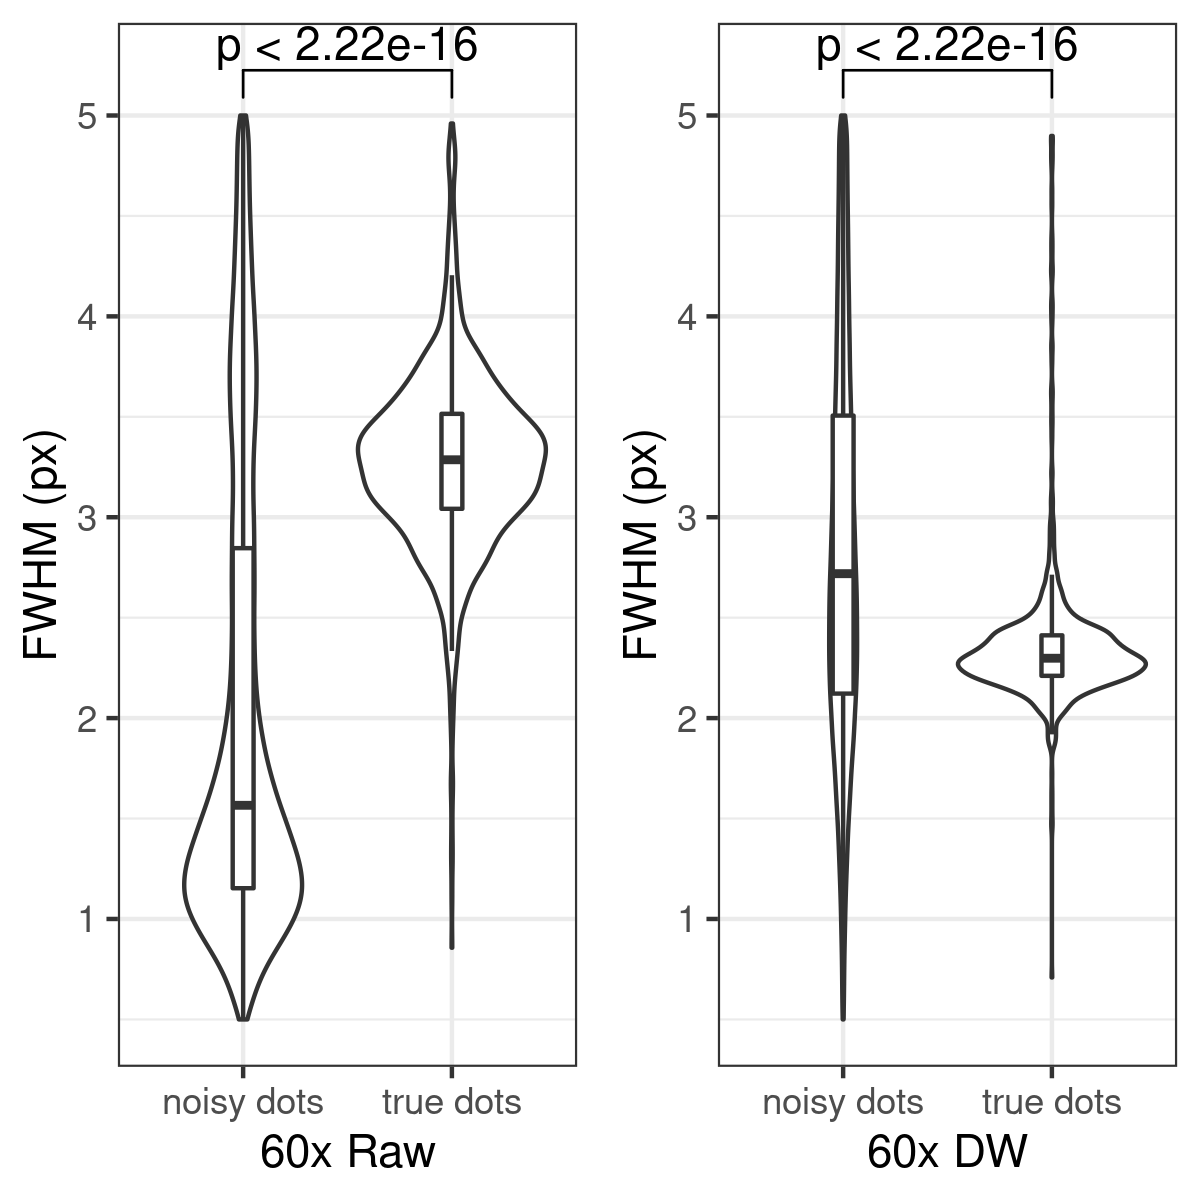 p < 2.22e-16
5
4
3
2
1
FWHM (px)
noisy dots
true dots
60x Raw
p < 2.22e-16
5
4
3
2
1
FWHM (px)
noisy dots
true dots
60x DW